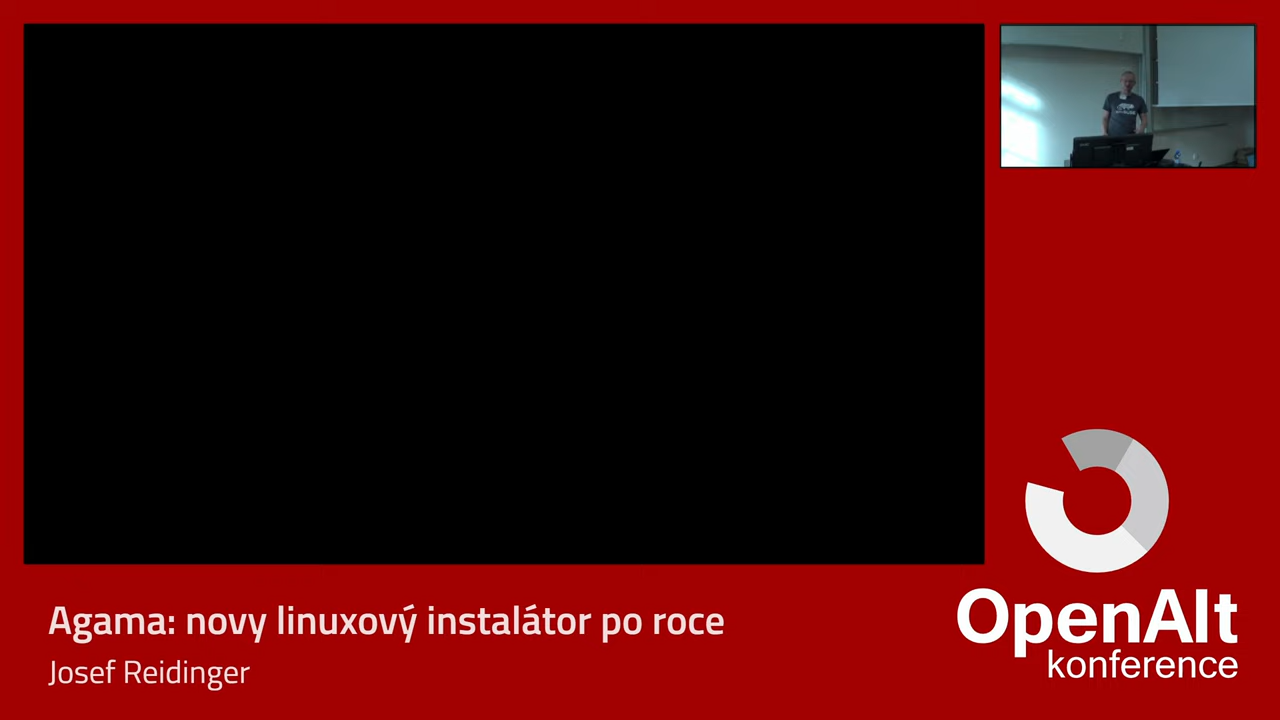 Agama: novy linuxový instalátor po roce
Josef Reidinger
OpenAlt
konference